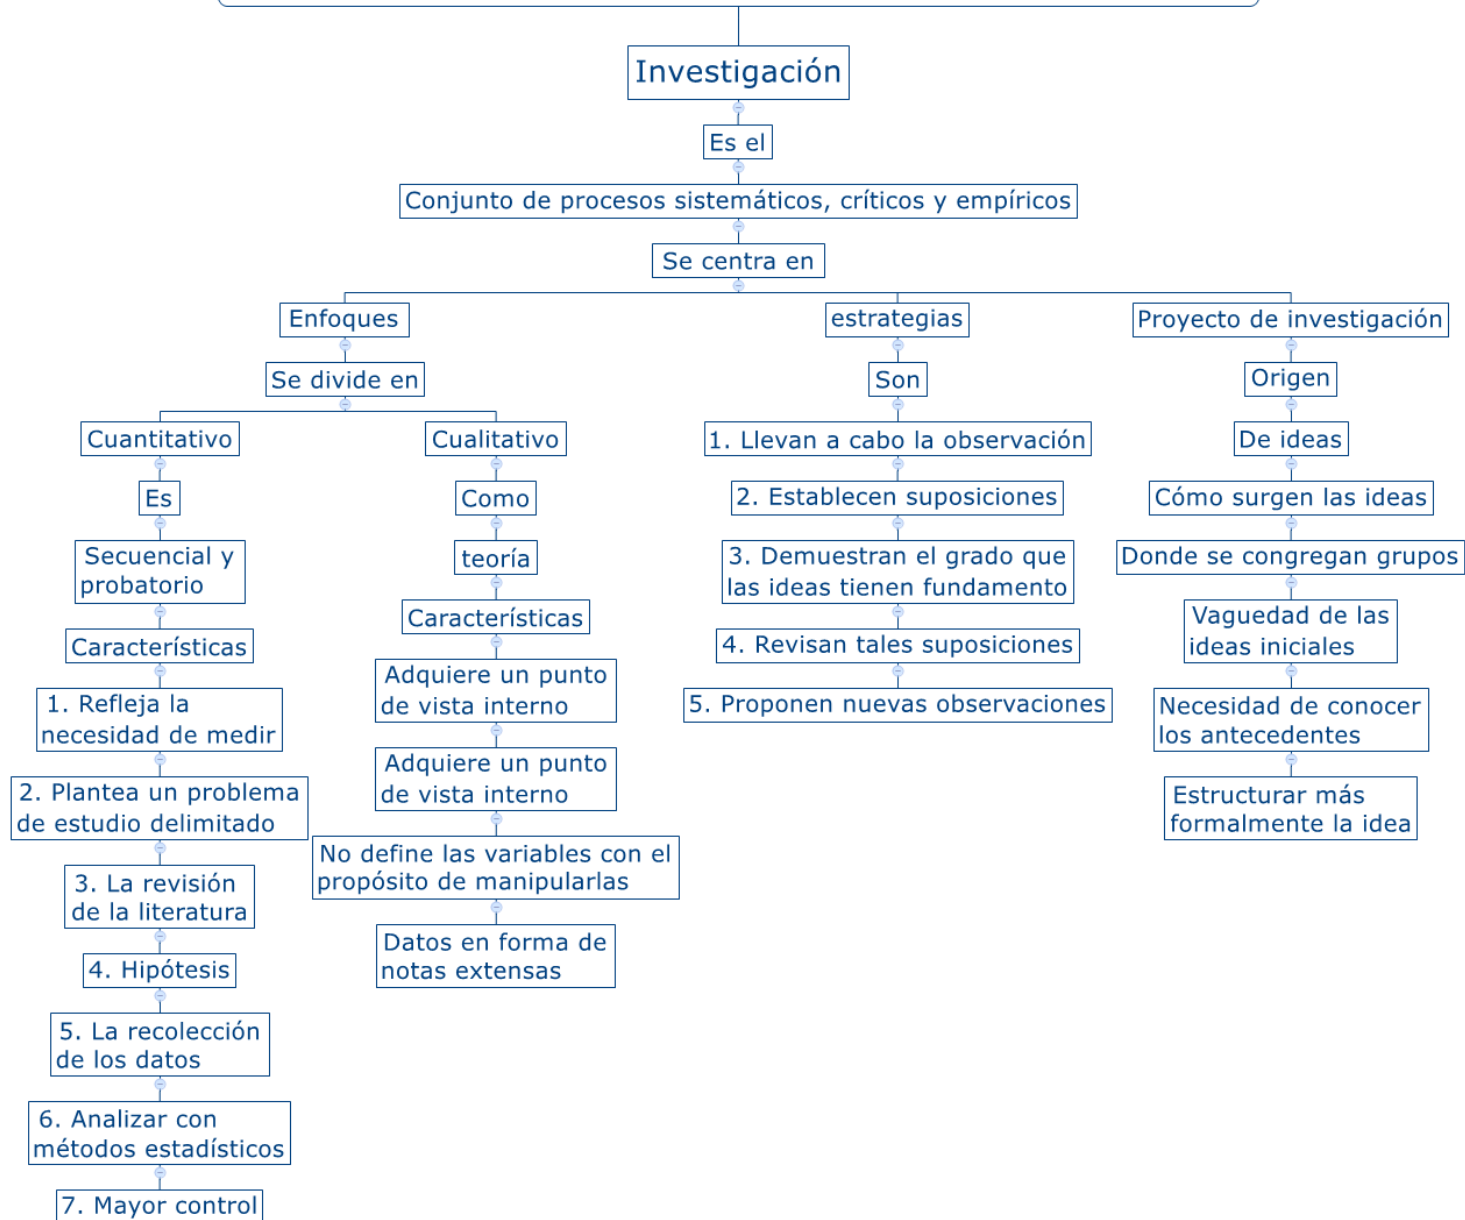 Investigación
Es el
Conjunto de procesos sistemáticos, críticos y empíricos
Se centra en
Enfoques
Se divide en
Cuantitativo
Es
Secuencial y
probatorio
Características
1. Refleja la
necesidad de medir
2. Plantea un problema
de estudio delimitado
3. La revisión
de la literatura
4. Hipótesis
5. La recolección
de los datos
6. Analizar con
métodos estadísticos
7. Mayor control
Cualitativo
Como
teoría
Características
Adquiere un punto
de vista interno
Adquiere un punto
de vista interno
No define las variables con el
propósito de manipularlas
Datos en forma de
notas extensas
estrategias
Son
1. Llevan a cabo la observación
2. Establecen suposiciones
3. Demuestran el grado que
las ideas tienen fundamento
4. Revisan tales suposiciones
5. Proponen nuevas observaciones
Proyecto de investigación
Origen
De ideas
Cómo surgen las ideas
Donde se congregan grupos
Vaguedad de las
ideas iniciales
Necesidad de conocer
los antecedentes
Estructurar más
formalmente la idea